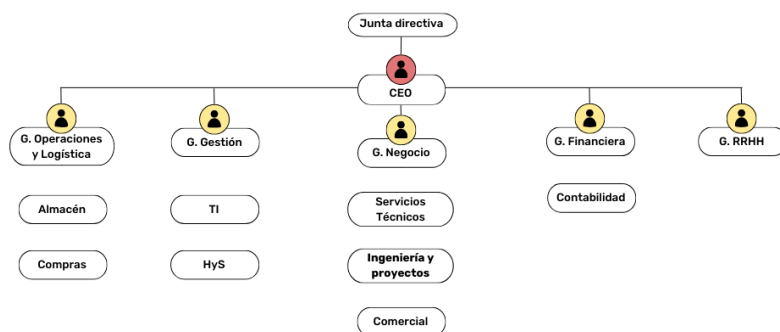 Junta directiva
CEO
G. Operaciones
y Logística
G. Gestión
G. Negocio
G. Financiera
G. RRHH
Almacén
TI
Servicios
Técnicos
Contabilidad
Compras
HyS
Ingeniería y
proyectos
Comercial